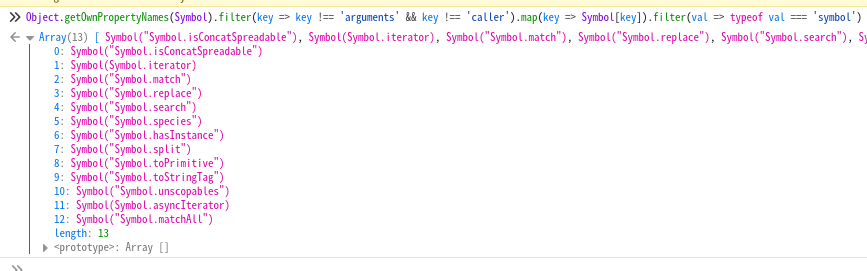 Object.getOwnPropertyNames(Symbol).filter(key => key !== 'arguments' && key !== 'caller').map(key => Symbol[key]).filter(val => typeof val === 'symbol')
Array(13) [ Symbol("Symbol.isConcatSpreadable"), Symbol(Symbol.iterator), Symbol("Symbol.match"), Symbol("Symbol.replace"), Symbol("Symbol.search"), Symbol("Symbol.species"), Sy
0: Symbol("Symbol.isConcatSpreadable")
1: Symbol(Symbol.iterator)
2: Symbol("Symbol.match")
3: Symbol("Symbol.replace")
4: Symbol("Symbol.search")
5: Symbol("Symbol.species")
6: Symbol("Symbol.hasInstance")
7: Symbol("Symbol.split")
8: Symbol("Symbol.toPrimitive")
9: Symbol("Symbol.toStringTag")
10: Symbol("Symbol.unscopables")
11: Symbol(Symbol.asyncIterator)
12: Symbol("Symbol.matchAll")
length: 13
<prototype>: Array []